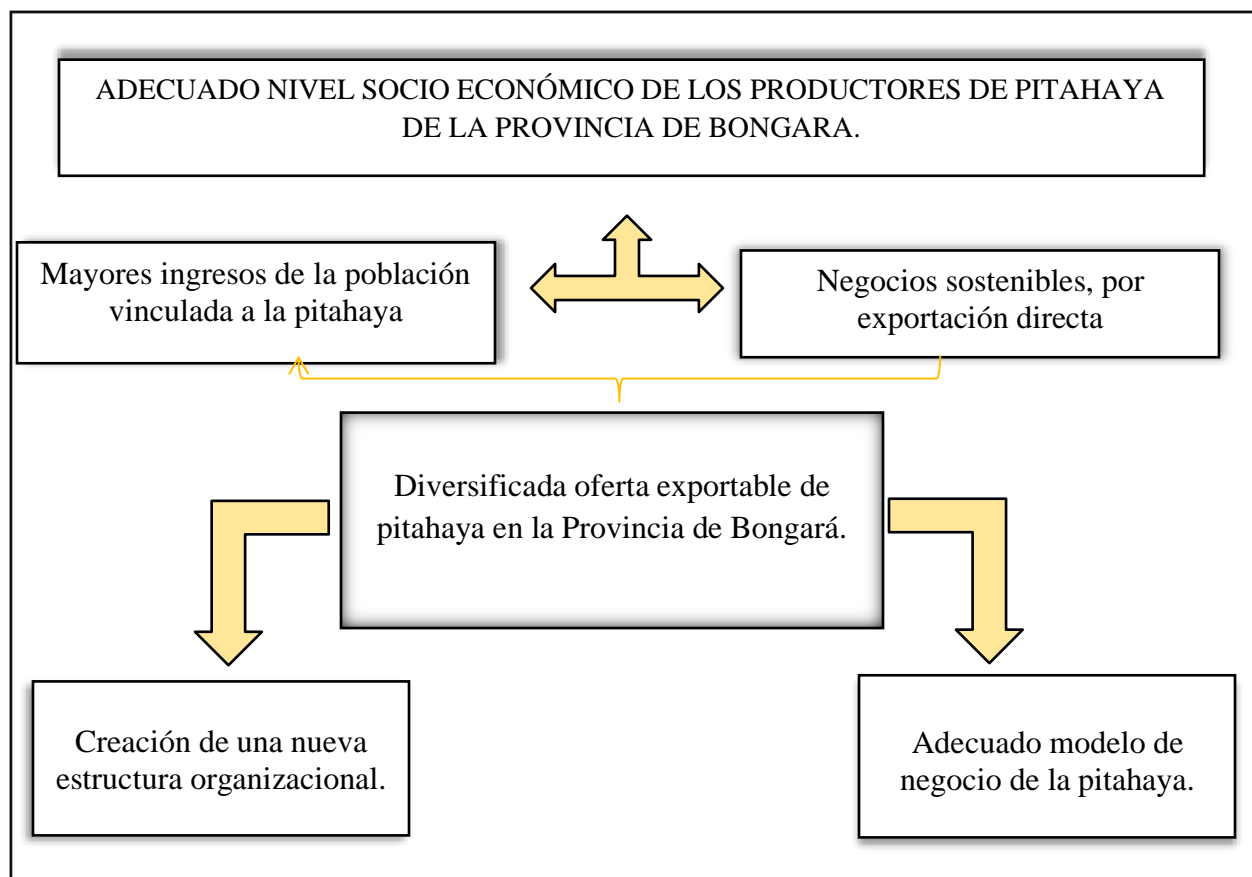 ADECUADO NIVEL SOCIO ECONÓMICO DE LOS PRODUCTORES DE PITAHAYA
DE LA PROVINCIA DE BONGARA.
Mayores ingresos de la población
vinculada a la pitahaya
Negocios sostenibles, por
exportación directa
Diversificada oferta exportable de
pitahaya en la Provincia de Bongará.
Creación de una nueva
estructura organizacional.
Adecuado modelo de
negocio de la pitahaya.